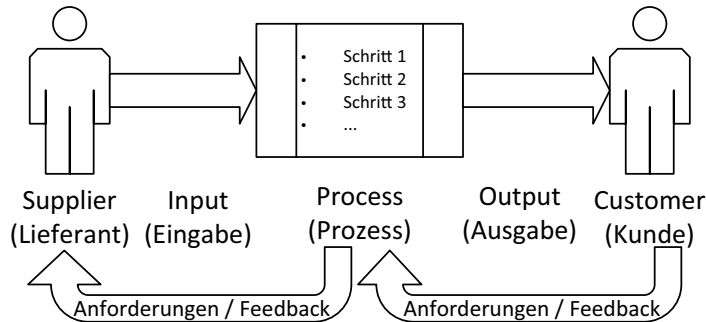 • Schritt 1
• Schritt 2
• Schritt 3
• ...
Supplier
(Lieferant)
Input
(Eingabe)
Process
(Prozess)
Output
(Ausgabe)
Customer
(Kunde)
Anforderungen / Feedback
Anforderungen / Feedback